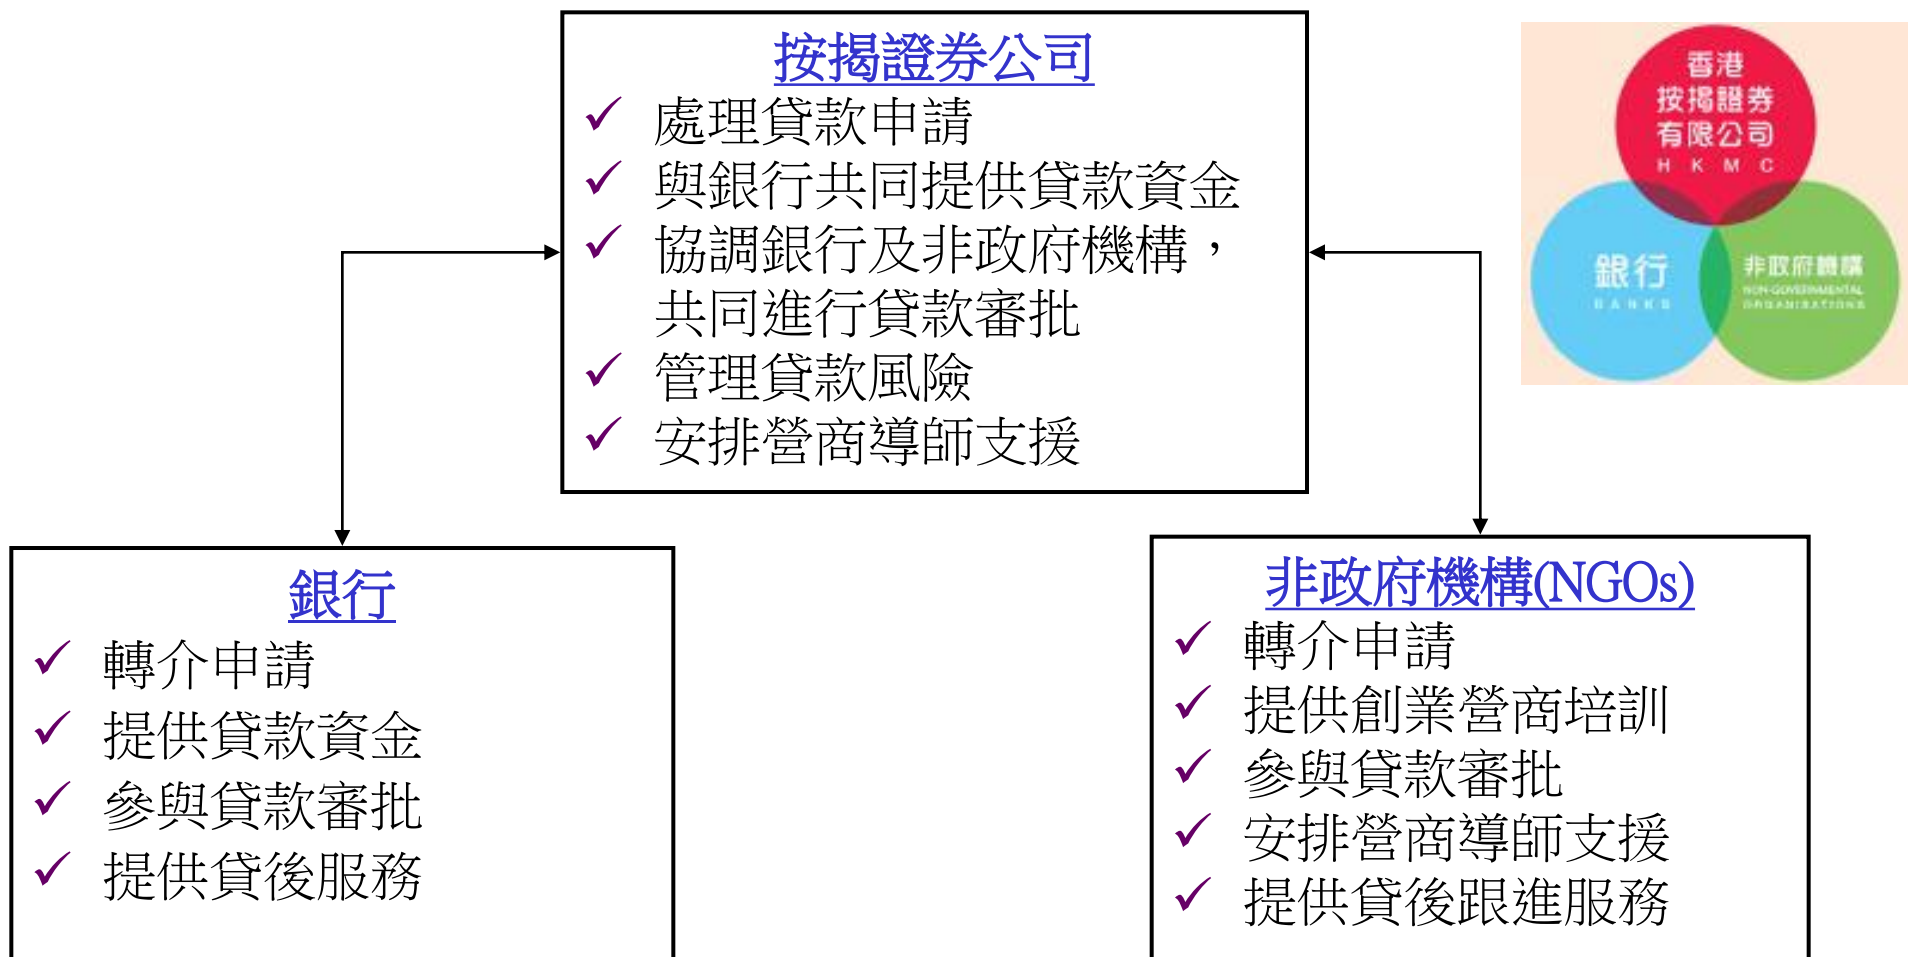 按揭證券公司
處理貸款申請
與銀行共同提供貸款資金
協調銀行及非政府機構，
共同進行貸款審批
管理貸款風險
安排營商導師支援
香港
按揭證券
有限公司
HKMC
銀行
BANKS
非政府機構
NON-GOVERNMENTAL
ORGANISATIONS
銀行
轉介申請
提供貸款資金
參與貸款審批
提供貸後服務
非政府機構(NGOs)
轉介申請
提供創業營商培訓
參與貸款審批
安排營商導師支援
提供貸後跟進服務